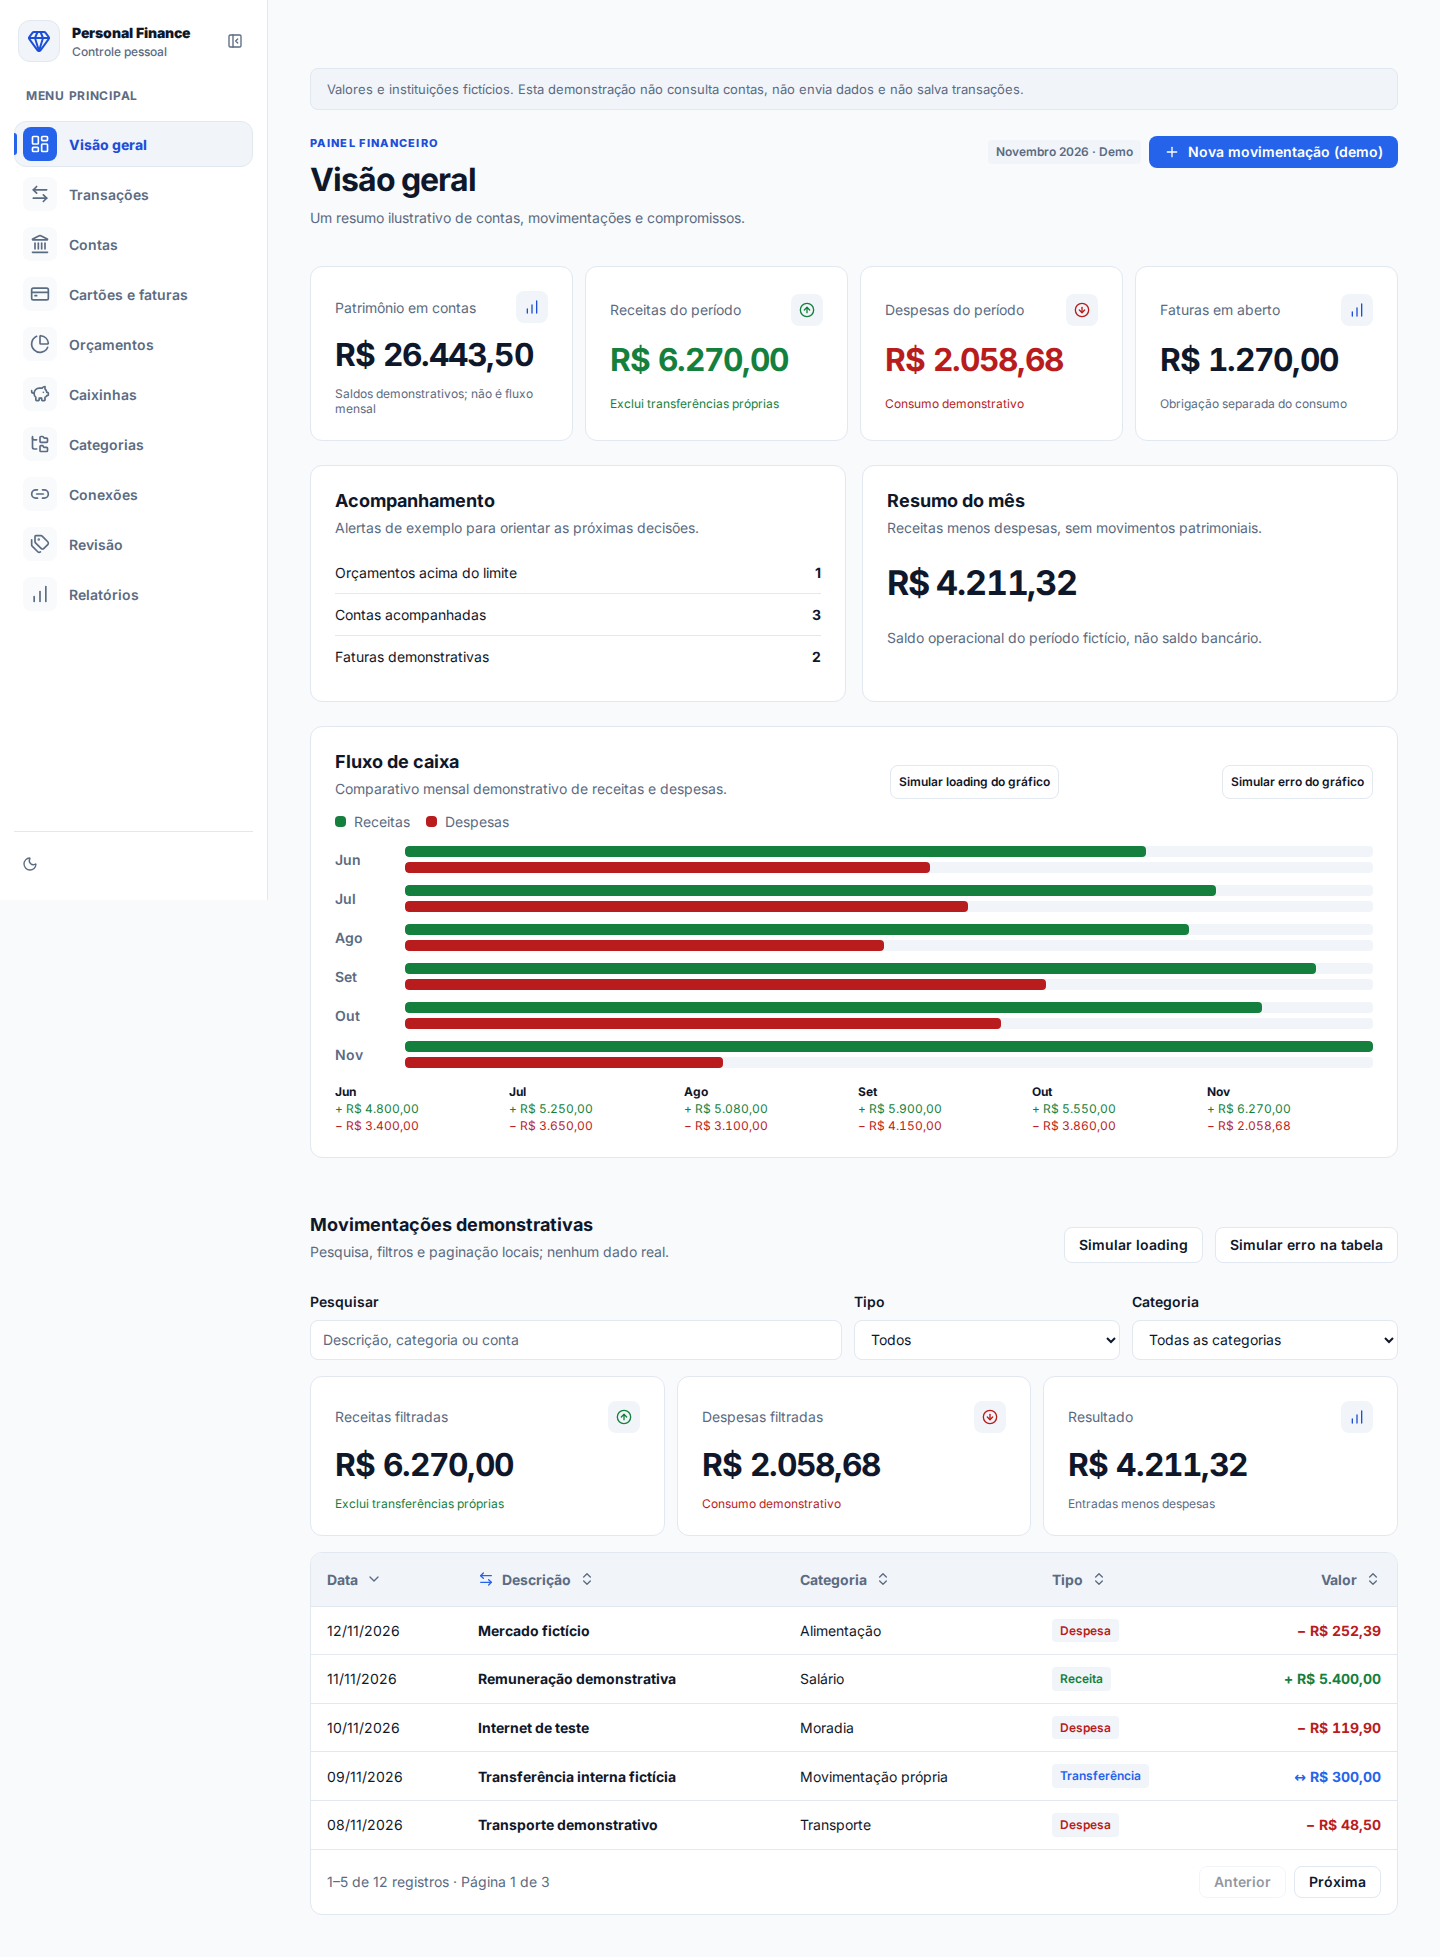 Personal Finance
Controle pessoal
MENU PRINCIPAL
Visão geral
Transações
Contas
Cartões e faturas
Orçamentos
Caixinhas
Categorias
Conexões
Revisão
Relatórios
Valores e instituições fictícios. Esta demonstração não consulta contas, não envia dados e não salva transações.
PAINEL FINANCEIRO
Visão geral
Um resumo ilustrativo de contas, movimentações e compromissos.
Novembro 2026 · Demo
Nova movimentação (demo)
Patrimônio em contas
R$ 26.443,50
Saldos demonstrativos; não é fluxo
mensal
Receitas do período
R$ 6.270,00
Exclui transferências próprias
Despesas do período
R$ 2.058,68
Consumo demonstrativo
Faturas em aberto
R$ 1.270,00
Obrigação separada do consumo
Acompanhamento
Alertas de exemplo para orientar as próximas decisões.
Orçamentos acima do limite 1
Contas acompanhadas 3
Faturas demonstrativas 2
Resumo do mês
Receitas menos despesas, sem movimentos patrimoniais.
R$ 4.211,32
Saldo operacional do período fictício, não saldo bancário.
Fluxo de caixa
Comparativo mensal demonstrativo de receitas e despesas.
Simular loading do gráfico
Simular erro do gráfico
Receitas Despesas
Jun
Jul
Ago
Set
Out
Nov
Jun Jul Ago Set Out Nov
+ R$ 4.800,00 + R$ 5.250,00 + R$ 5.080,00 + R$ 5.900,00 + R$ 5.550,00 + R$ 6.270,00
− R$ 3.400,00 − R$ 3.650,00 − R$ 3.100,00 − R$ 4.150,00 − R$ 3.860,00 − R$ 2.058,68
Movimentações demonstrativas
Pesquisa, filtros e paginação locais; nenhum dado real.
Simular loading
Simular erro na tabela
Pesquisar Tipo Categoria
Descrição, categoria ou conta Todos Todas as categorias
Receitas filtradas
R$ 6.270,00
Exclui transferências próprias
Despesas filtradas
R$ 2.058,68
Consumo demonstrativo
Resultado
R$ 4.211,32
Entradas menos despesas
Data Descrição Categoria Tipo Valor
12/11/2026 Mercado fictício Alimentação Despesa − R$ 252,39
11/11/2026 Remuneração demonstrativa Salário Receita + R$ 5.400,00
10/11/2026 Internet de teste Moradia Despesa − R$ 119,90
09/11/2026 Transferência interna fictícia Movimentação própria Transferência ↔ R$ 300,00
08/11/2026 Transporte demonstrativo Transporte Despesa − R$ 48,50
1–5 de 12 registros · Página 1 de 3
Anterior Próxima